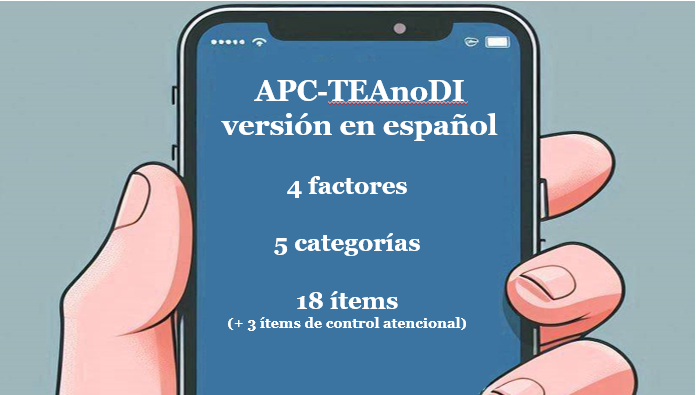 APC-TEAnoDI
versión en español
4 factores
5 categorías
18 ítems
(+ 3 ítems de control atencional)